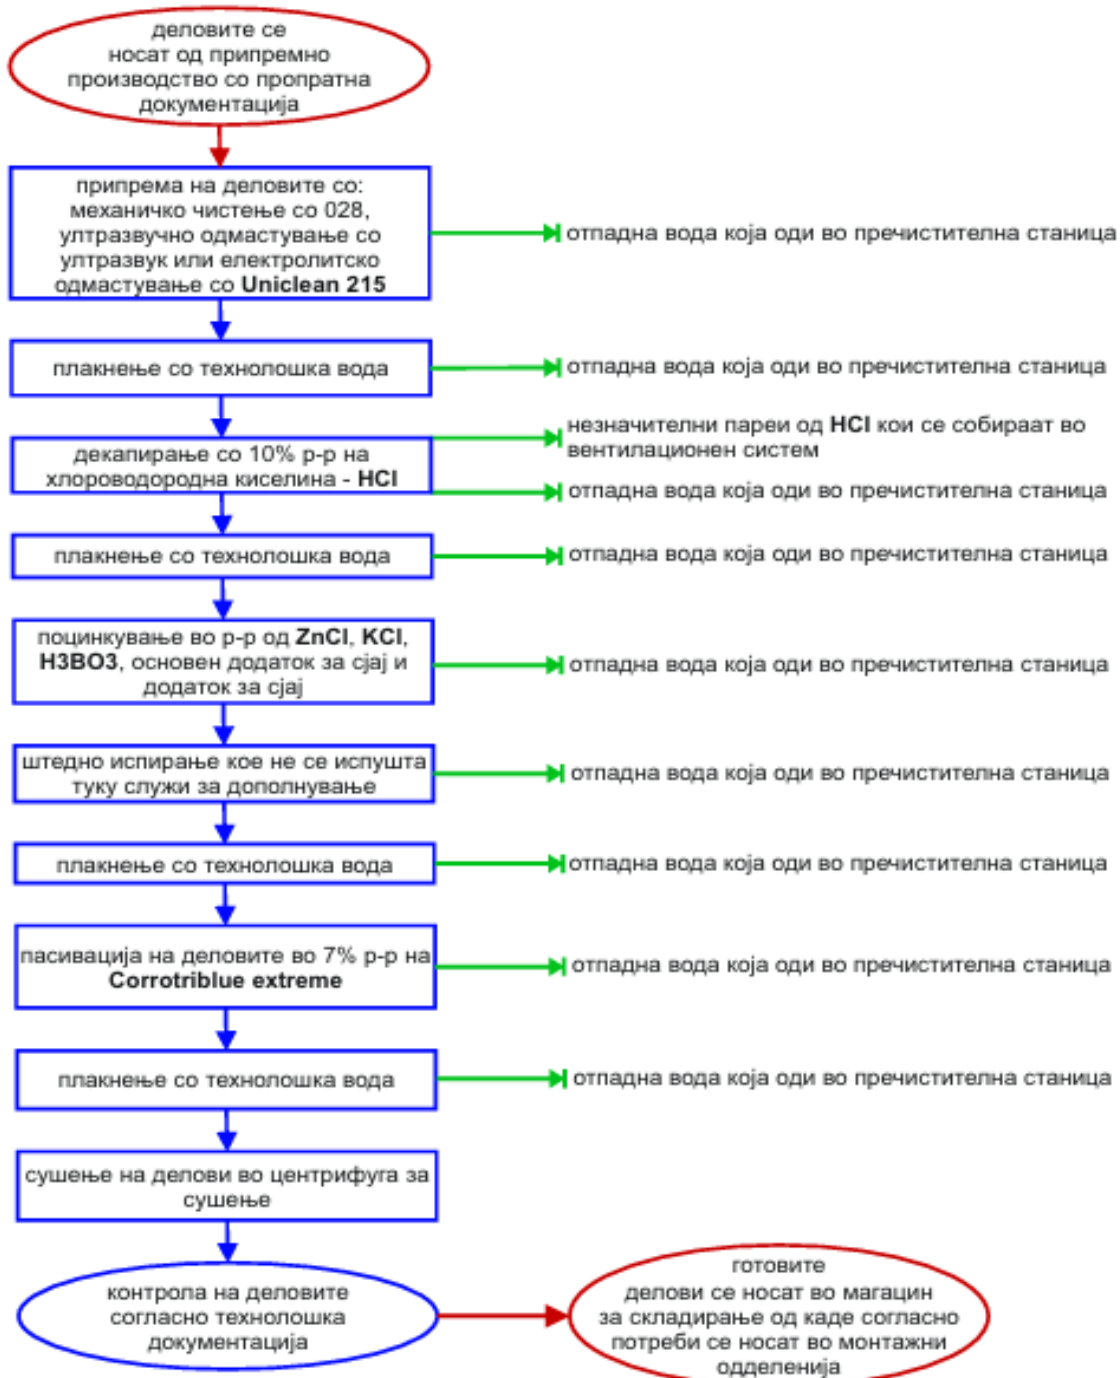 деловите се
носат од припремно
производство со пропратна
документација
припрема на деловите со:
механичко чистење со 028,
ултразвучно одмастување со
ултразвук или електролитско
одмастување со Uniclean 215
отпадна вода која оди во пречистителна станица
плакнење со технолошка вода
отпадна вода која оди во пречистителна станица
декапирање со 10% р-р на
хлороводородна киселина - HCl
незначителни пареи од HCl кои се собираат во
вентилационен систем
отпадна вода која оди во пречистителна станица
плакнење со технолошка вода
отпадна вода која оди во пречистителна станица
поцинкување во р-р од ZnCl, KCl,
H3BO3, основен додаток за сјај и
додаток за сјај
отпадна вода која оди во пречистителна станица
штедно испирање кое не се испушта
туку служи за дополнување
отпадна вода која оди во пречистителна станица
плакнење со технолошка вода
отпадна вода која оди во пречистителна станица
пасивација на деловите во 7% р-р на
Corrotriblue extreme
отпадна вода која оди во пречистителна станица
плакнење со технолошка вода
отпадна вода која оди во пречистителна станица
сушење на делови во центрифуга за
сушење
контрола на деловите
согласно технолошка
документација
готовите
делови се носат во магацин
за складирање од каде согласно
потреби се носат во монтажни
одделенија